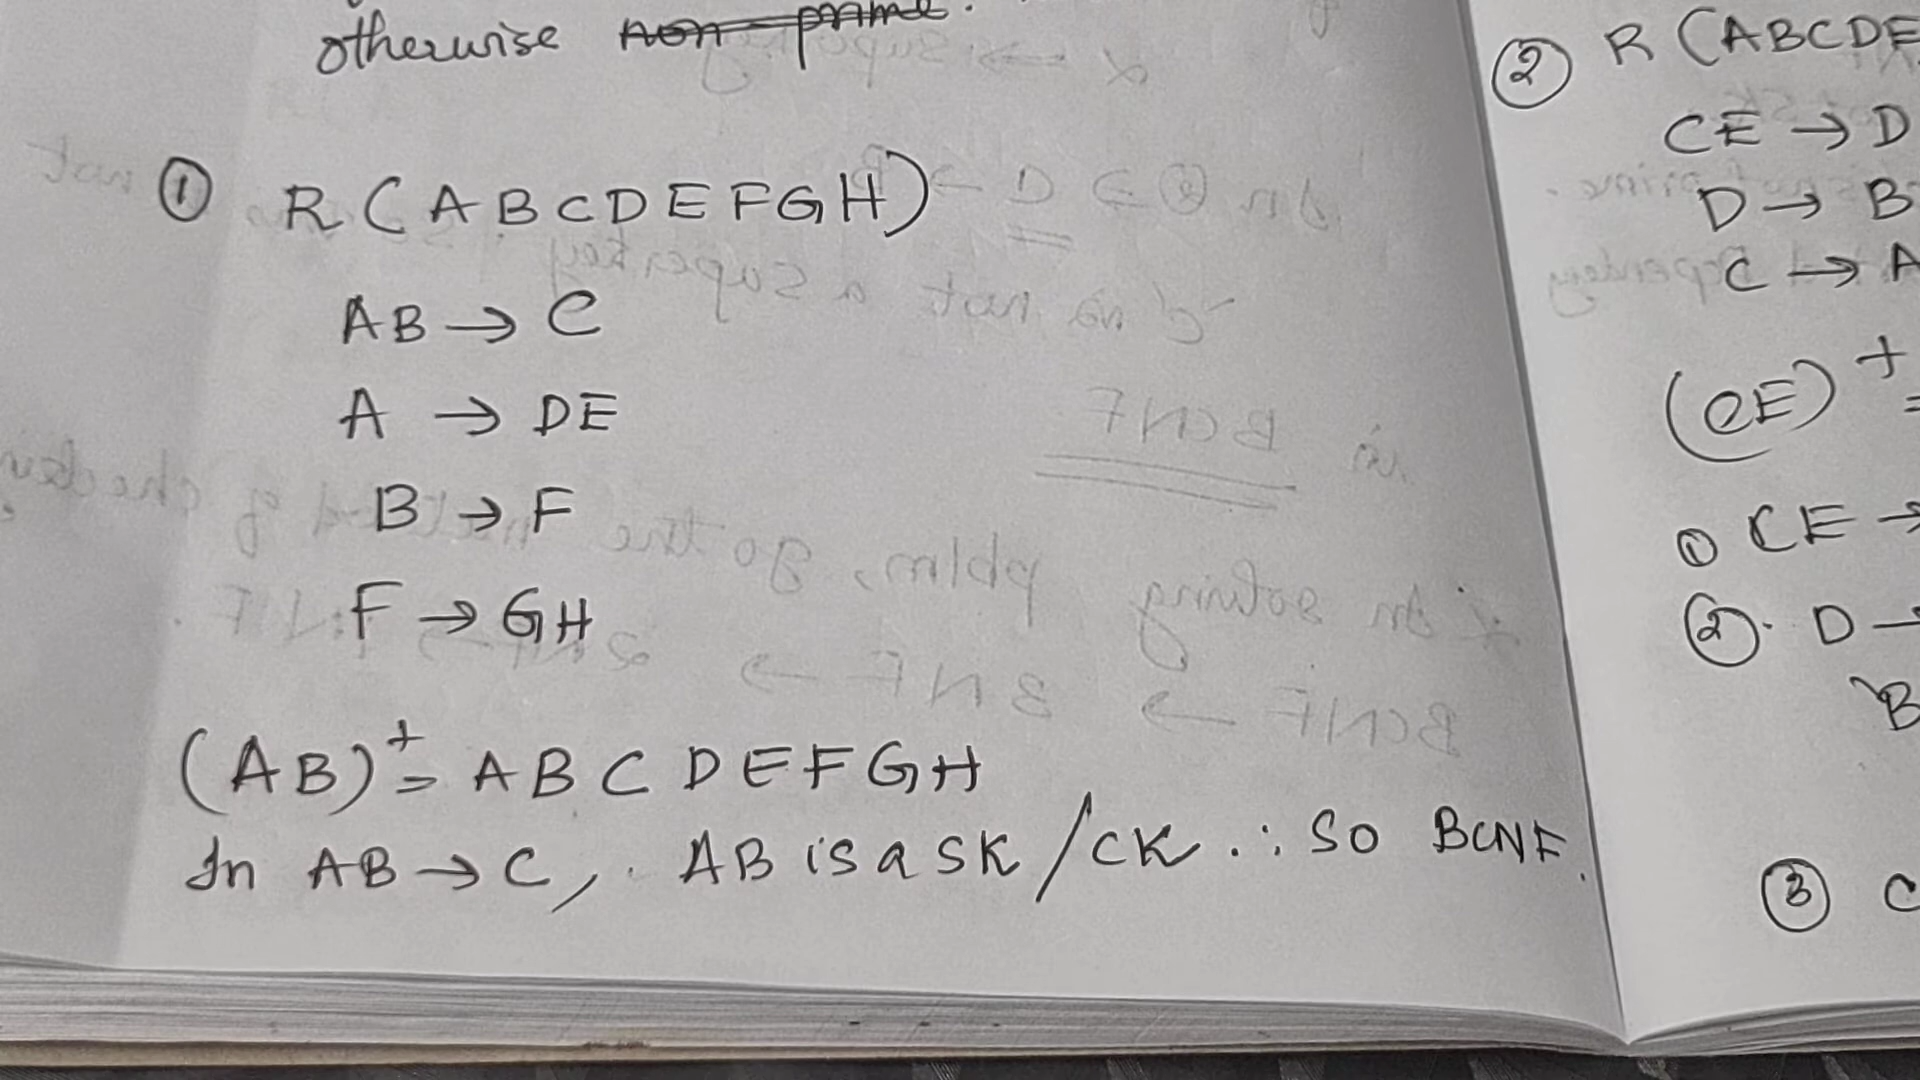 otherwise non-prime.
① R (ABCDEFGH)
AB → C
A → DE
B → F
F → GH
(AB)⁺ = ABCDEFGH
In AB → C, AB is a SK / CK ∴ SO BCNF.
② R (ABCDE
CE → D
D → B
C → A
(CE)⁺ =
① CE →
②. D →
B
③ C